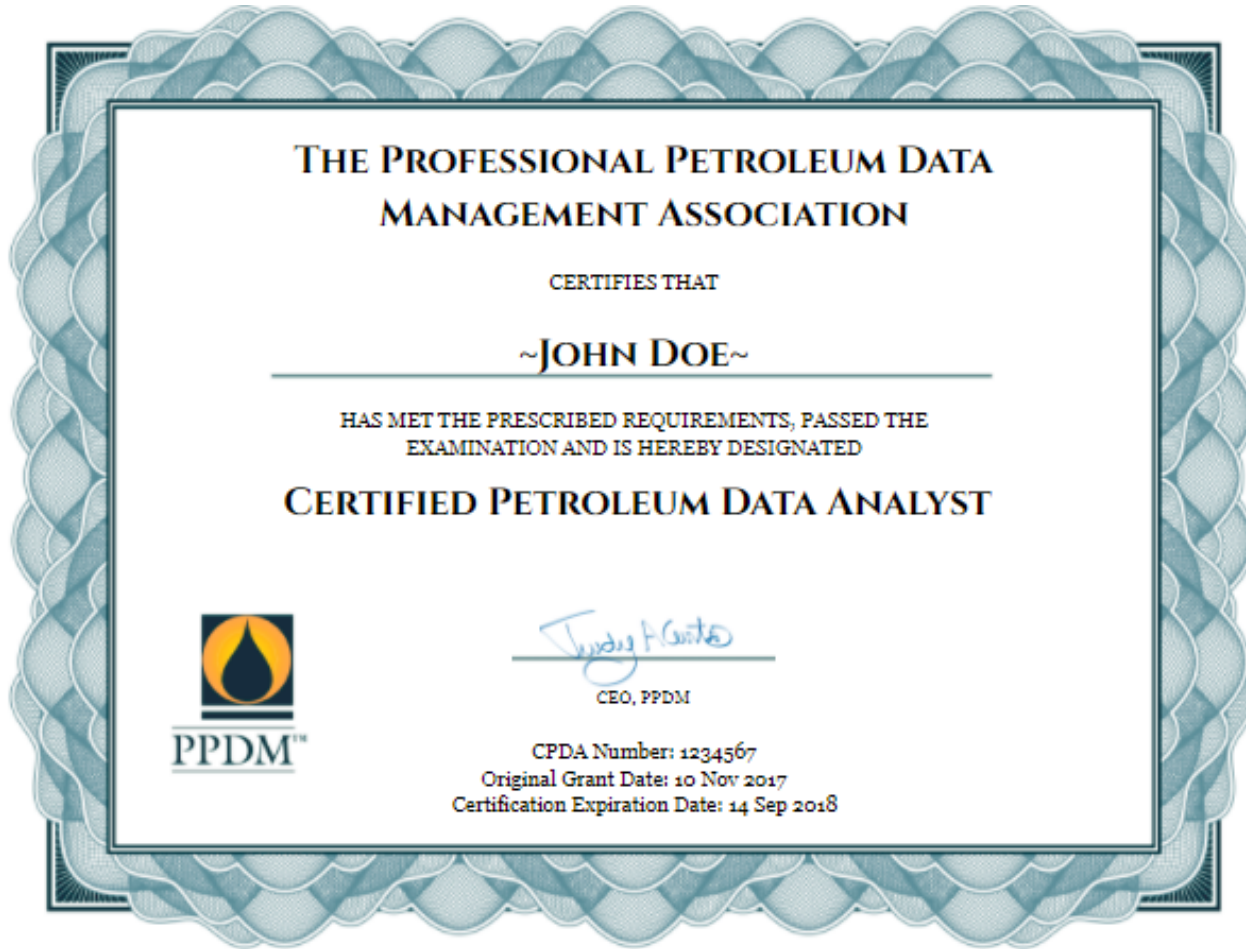 THE PROFESSIONAL PETROLEUM DATA
MANAGEMENT ASSOCIATION
CERTIFIES THAT
~JOHN DOE~
HAS MET THE PRESCRIBED REQUIREMENTS, PASSED THE
EXAMINATION AND IS HEREBY DESIGNATED
CERTIFIED PETROLEUM DATA ANALYST
CEO, PPDM
PPDM™
CPDA Number: 1234567
Original Grant Date: 10 Nov 2017
Certification Expiration Date: 14 Sep 2018